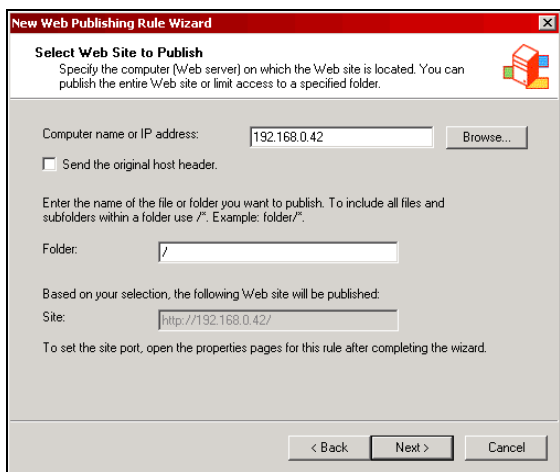 New Web Publishing Rule Wizard
Select Web Site to Publish
Specify the computer (Web server) on which the Web site is located. You can
publish the entire Web site or limit access to a specified folder.
Computer name or IP address:
192.168.0.42
Browse...
Send the original host header.
Enter the name of the file or folder you want to publish. To include all files and
subfolders within a folder use /*. Example: folder/*.
Folder:
/
Based on your selection, the following Web site will be published:
Site:
http://192.168.0.42/
To set the site port, open the properties pages for this rule after completing the wizard.
< Back
Next >
Cancel